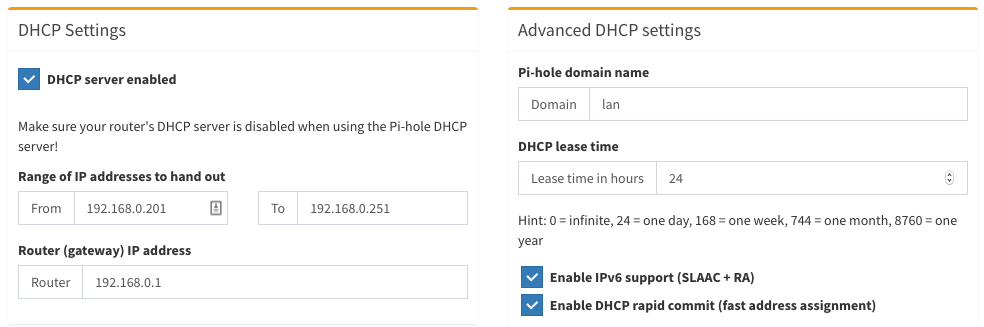 DHCP Settings
DHCP server enabled
Make sure your router's DHCP server is disabled when using the Pi-hole DHCP
server!
Range of IP addresses to hand out
From 192.168.0.201 To 192.168.0.251
Router (gateway) IP address
Router 192.168.0.1
Advanced DHCP settings
Pi-hole domain name
Domain lan
DHCP lease time
Lease time in hours 24
Hint: 0 = infinite, 24 = one day, 168 = one week, 744 = one month, 8760 = one
year
Enable IPv6 support (SLAAC + RA)
Enable DHCP rapid commit (fast address assignment)